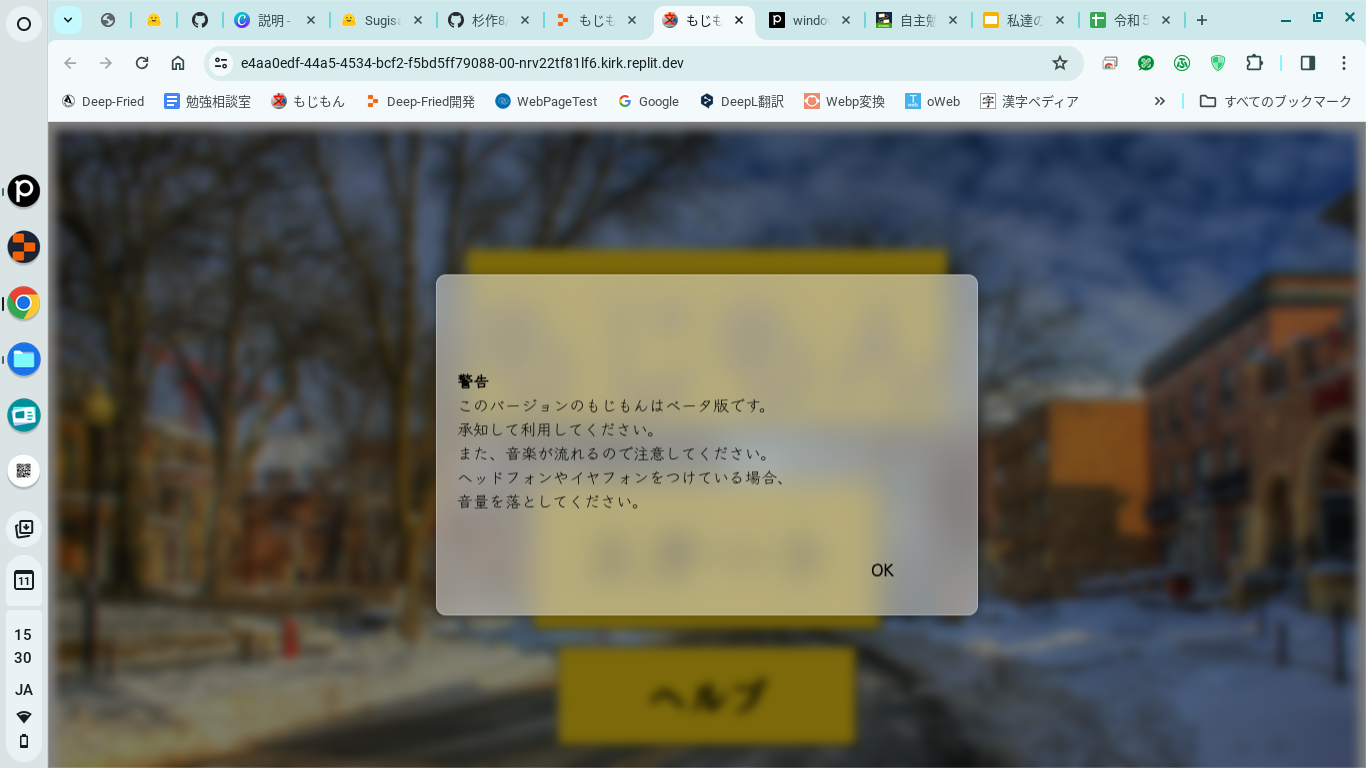 説明 -
Sugisa
杉作8/
もじも
もじも
windo
自主勉
私達の
令和 5
e4aa0edf-44a5-4534-bcf2-f5bd5ff79088-00-nrv22tf81lf6.kirk.replit.dev
Deep-Fried
勉強相談室
もじもん
Deep-Fried開発
WebPageTest
Google
DeepL翻訳
Webp変換
oWeb
漢字ペディア
すべてのブックマーク
警告
このバージョンのもじもんはベータ版です。
承知して利用してください。
また、音楽が流れるので注意してください。
ヘッドフォンやイヤフォンをつけている場合、
音量を落としてください。
OK
ヘルプ
11
15
30
JA